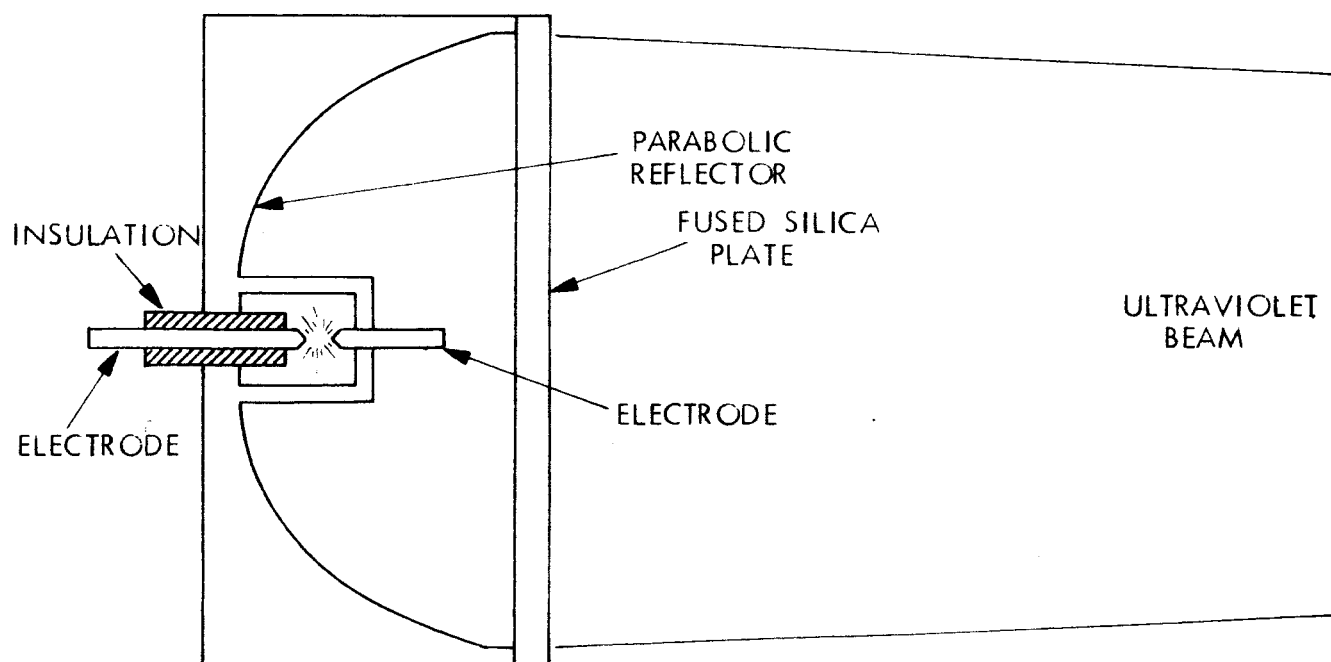 PARABOLIC
REFLECTOR
FUSED SILICA
PLATE
INSULATION
ULTRAVIOLET
BEAM
ELECTRODE
ELECTRODE